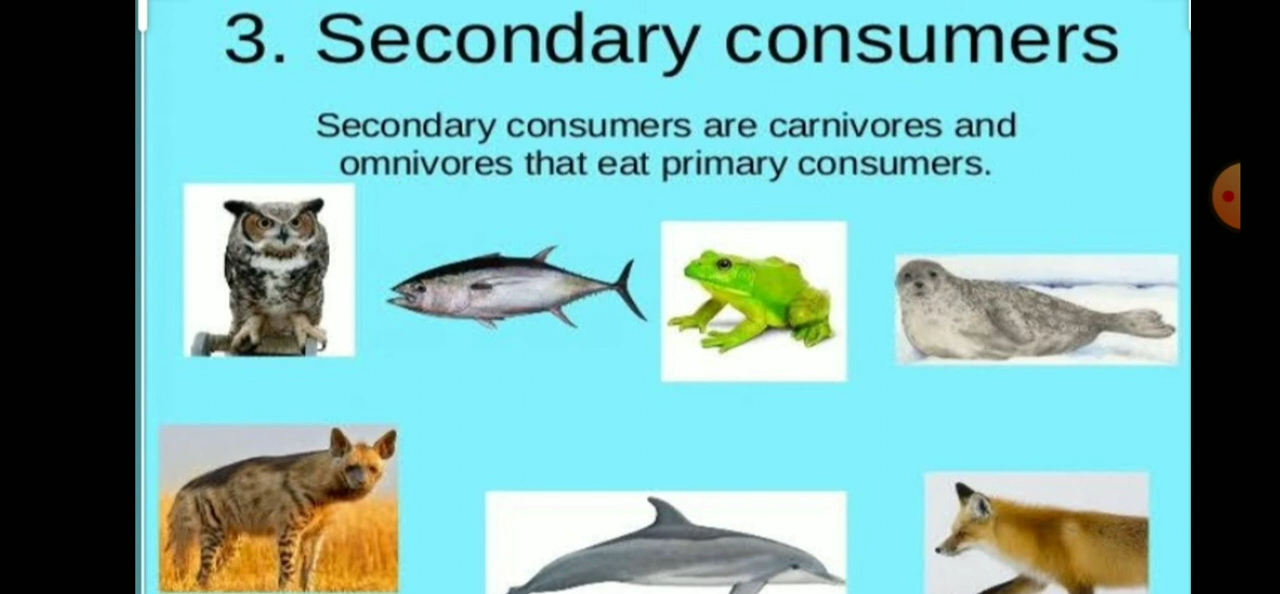 3. Secondary consumers
Secondary consumers are carnivores and
omnivores that eat primary consumers.